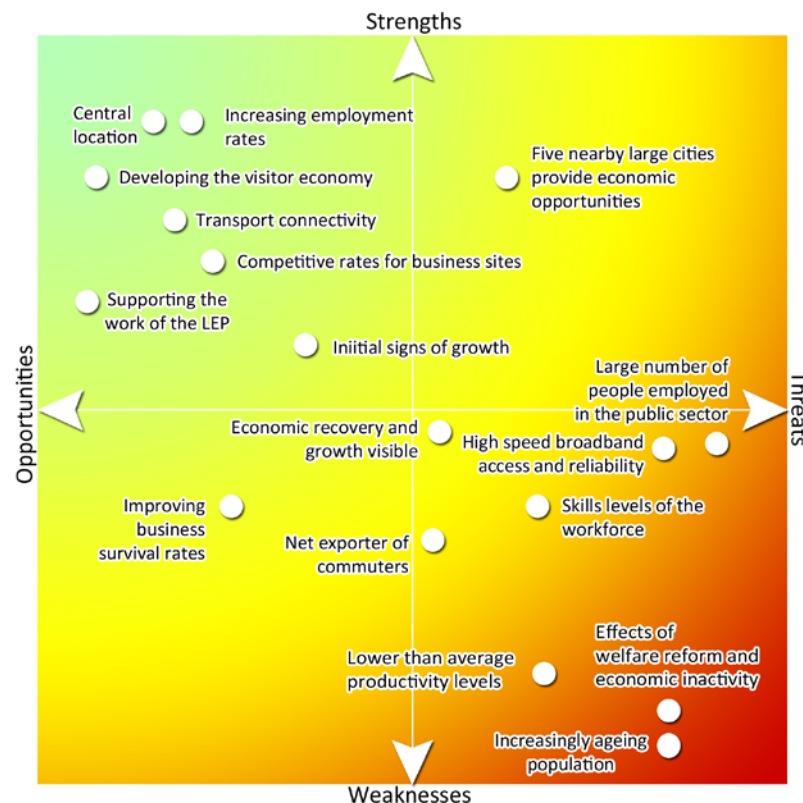 Strengths
Central
location
Increasing employment
rates
Five nearby large cities
provide economic
opportunities
Developing the visitor economy
Transport connectivity
Competitive rates for business sites
Supporting the
work of the LEP
Iniitial signs of growth
Large number of
people employed
in the public sector
Opportunities
Threats
Economic recovery and
growth visible
High speed broadband
access and reliability
Improving
business
survival rates
Skills levels of the
workforce
Net exporter of
commuters
Effects of
welfare reform and
economic inactivity
Lower than average
productivity levels
Increasingly ageing
population
Weaknesses